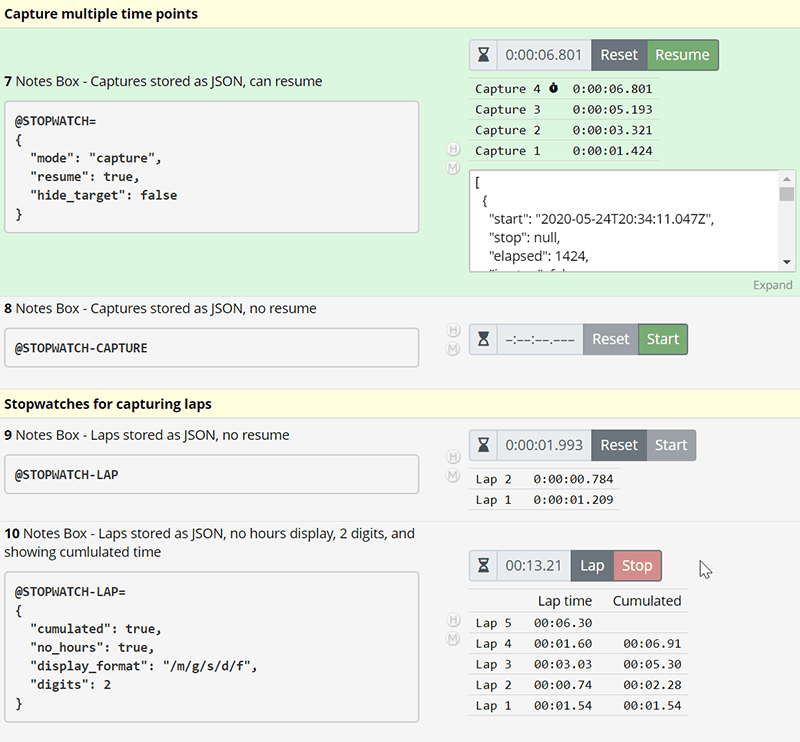 Capture multiple time points
7 Notes Box - Captures stored as JSON, can resume
@STOPWATCH=
{
"mode": "capture",
"resume": true,
"hide_target": false
}
H
M
0:00:06.801 Reset Resume
Capture 4 0:00:06.801
Capture 3 0:00:05.193
Capture 2 0:00:03.321
Capture 1 0:00:01.424
[
{
"start": "2020-05-24T20:34:11.047Z",
"stop": null,
"elapsed": 1424,
Expand
8 Notes Box - Captures stored as JSON, no resume
@STOPWATCH-CAPTURE
H
M
–:––:––.––– Reset Start
Stopwatches for capturing laps
9 Notes Box - Laps stored as JSON, no resume
@STOPWATCH-LAP
H
M
0:00:01.993 Reset Start
Lap 2 0:00:00.784
Lap 1 0:00:01.209
10 Notes Box - Laps stored as JSON, no hours display, 2 digits, and
showing cumlulated time
@STOPWATCH-LAP=
{
"cumulated": true,
"no_hours": true,
"display_format": "/m/g/s/d/f",
"digits": 2
}
H
M
00:13.21 Lap Stop
Lap time Cumulated
Lap 5 00:06.30
Lap 4 00:01.60 00:06.91
Lap 3 00:03.03 00:05.30
Lap 2 00:00.74 00:02.28
Lap 1 00:01.54 00:01.54